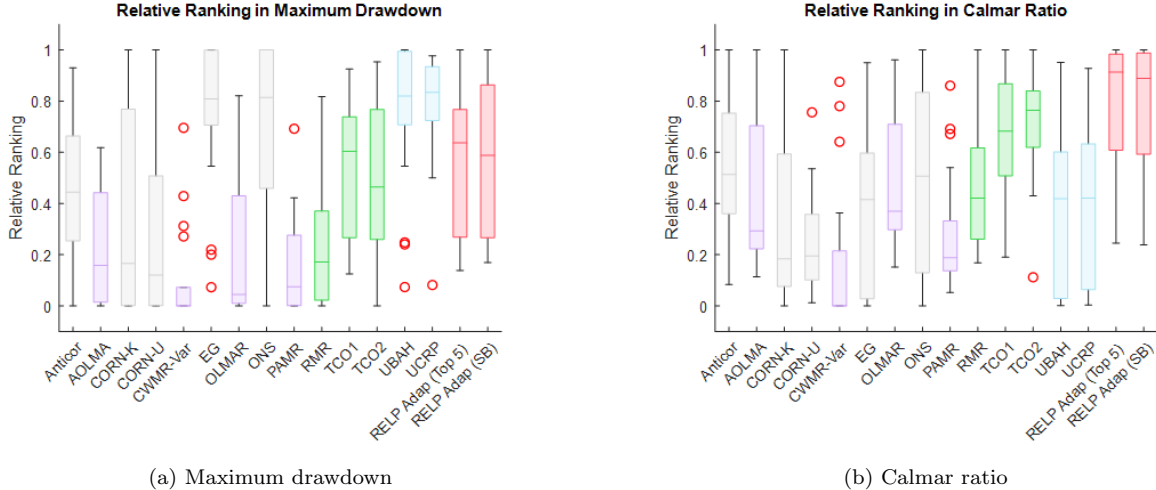 Relative Ranking in Maximum Drawdown
Relative Ranking
1
0.8
0.6
0.4
0.2
0
Anticor
AOLMA
CORN-K
CORN-U
CWMR-Var
EG
OLMAR
ONS
PAMR
RMR
TCO1
TCO2
UBAH
UCRP
RELP Adap (Top 5)
RELP Adap (SB)
(a) Maximum drawdown
Relative Ranking in Calmar Ratio
Relative Ranking
1
0.8
0.6
0.4
0.2
0
Anticor
AOLMA
CORN-K
CORN-U
CWMR-Var
EG
OLMAR
ONS
PAMR
RMR
TCO1
TCO2
UBAH
UCRP
RELP Adap (Top 5)
RELP Adap (SB)
(b) Calmar ratio